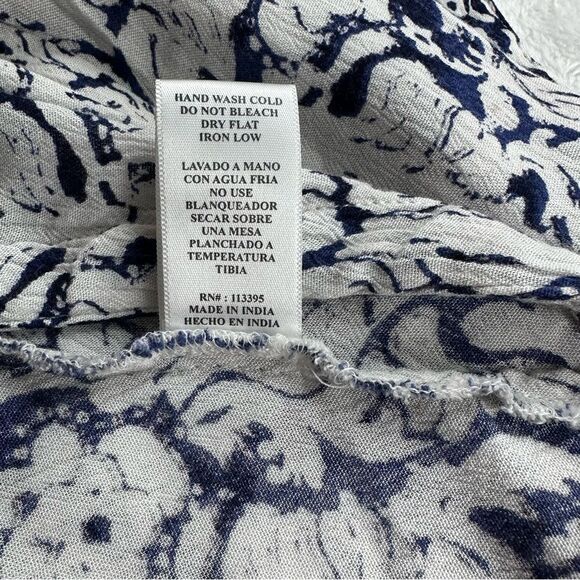 HAND WASH COLD
DO NOT BLEACH
DRY FLAT
IRON LOW
LAVADO A MANO
CON AGUA FRIA
NO USE
BLANQUEADOR
SECAR SOBRE
UNA MESA
PLANCHADO A
TEMPERATURA
TIBIA
RN# : 113395
MADE IN INDIA
HECHO EN INDIA